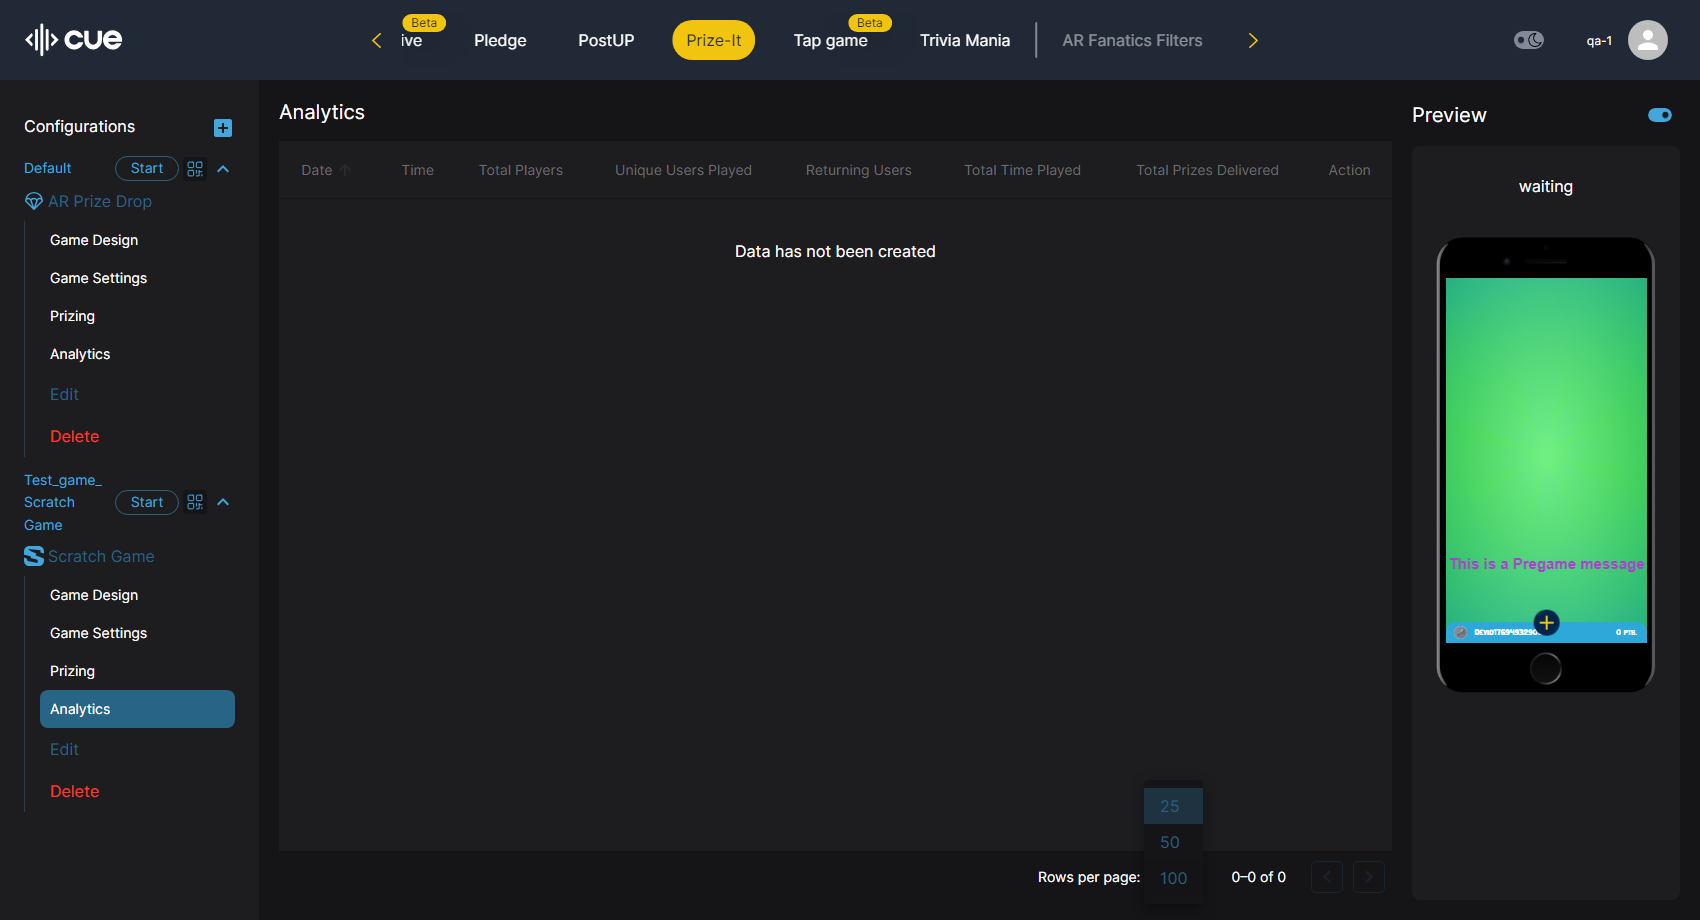 cue
Beta
ive
Pledge
PostUP
Prize-It
Beta
Tap game
Trivia Mania
AR Fanatics Filters
qa-1
Configurations
Default
Start
AR Prize Drop
Game Design
Game Settings
Prizing
Analytics
Edit
Delete
Test_game_
Scratch
Game
Start
Scratch Game
Game Design
Game Settings
Prizing
Analytics
Edit
Delete
Analytics
Date
Time
Total Players
Unique Users Played
Returning Users
Total Time Played
Total Prizes Delivered
Action
Data has not been created
25
50
100
Rows per page:
0–0 of 0
Preview
waiting
This is a Pregame message
0 PTS.